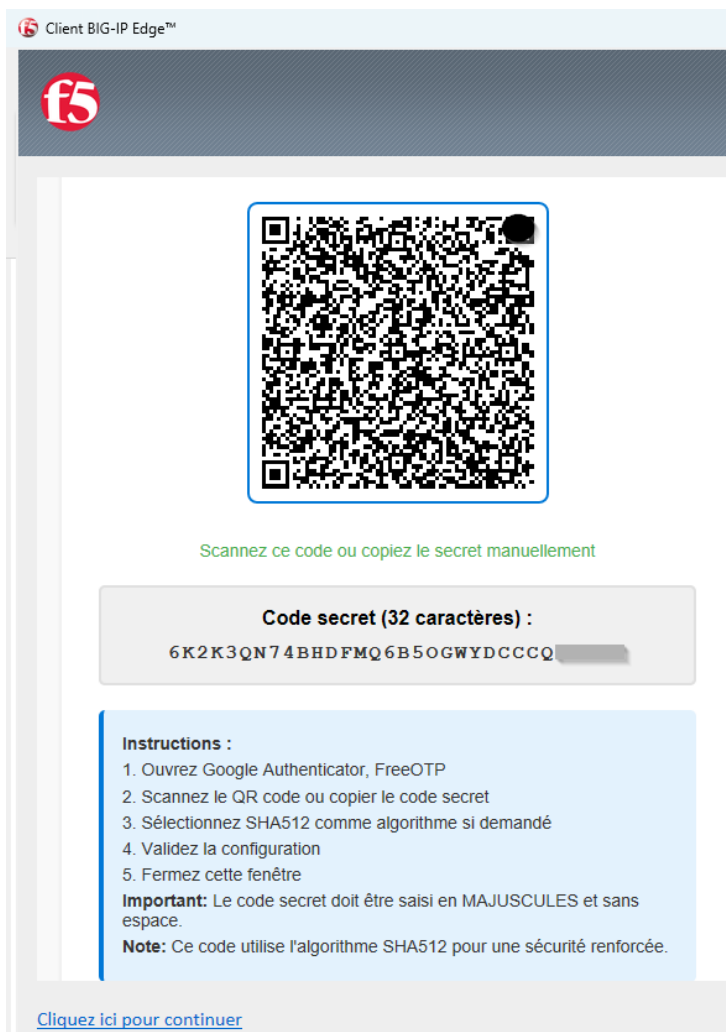 Client BIG-IP Edge™
f5
Scannez ce code ou copiez le secret manuellement
Code secret (32 caractères) :
6K2K3QN74BHDFMQ6B5OGWYDCCCQ
Instructions :
1. Ouvrez Google Authenticator, FreeOTP
2. Scannez le QR code ou copier le code secret
3. Sélectionnez SHA512 comme algorithme si demandé
4. Validez la configuration
5. Fermez cette fenêtre
Important: Le code secret doit être saisi en MAJUSCULES et sans
espace.
Note: Ce code utilise l'algorithme SHA512 pour une sécurité renforcée.
Cliquez ici pour continuer